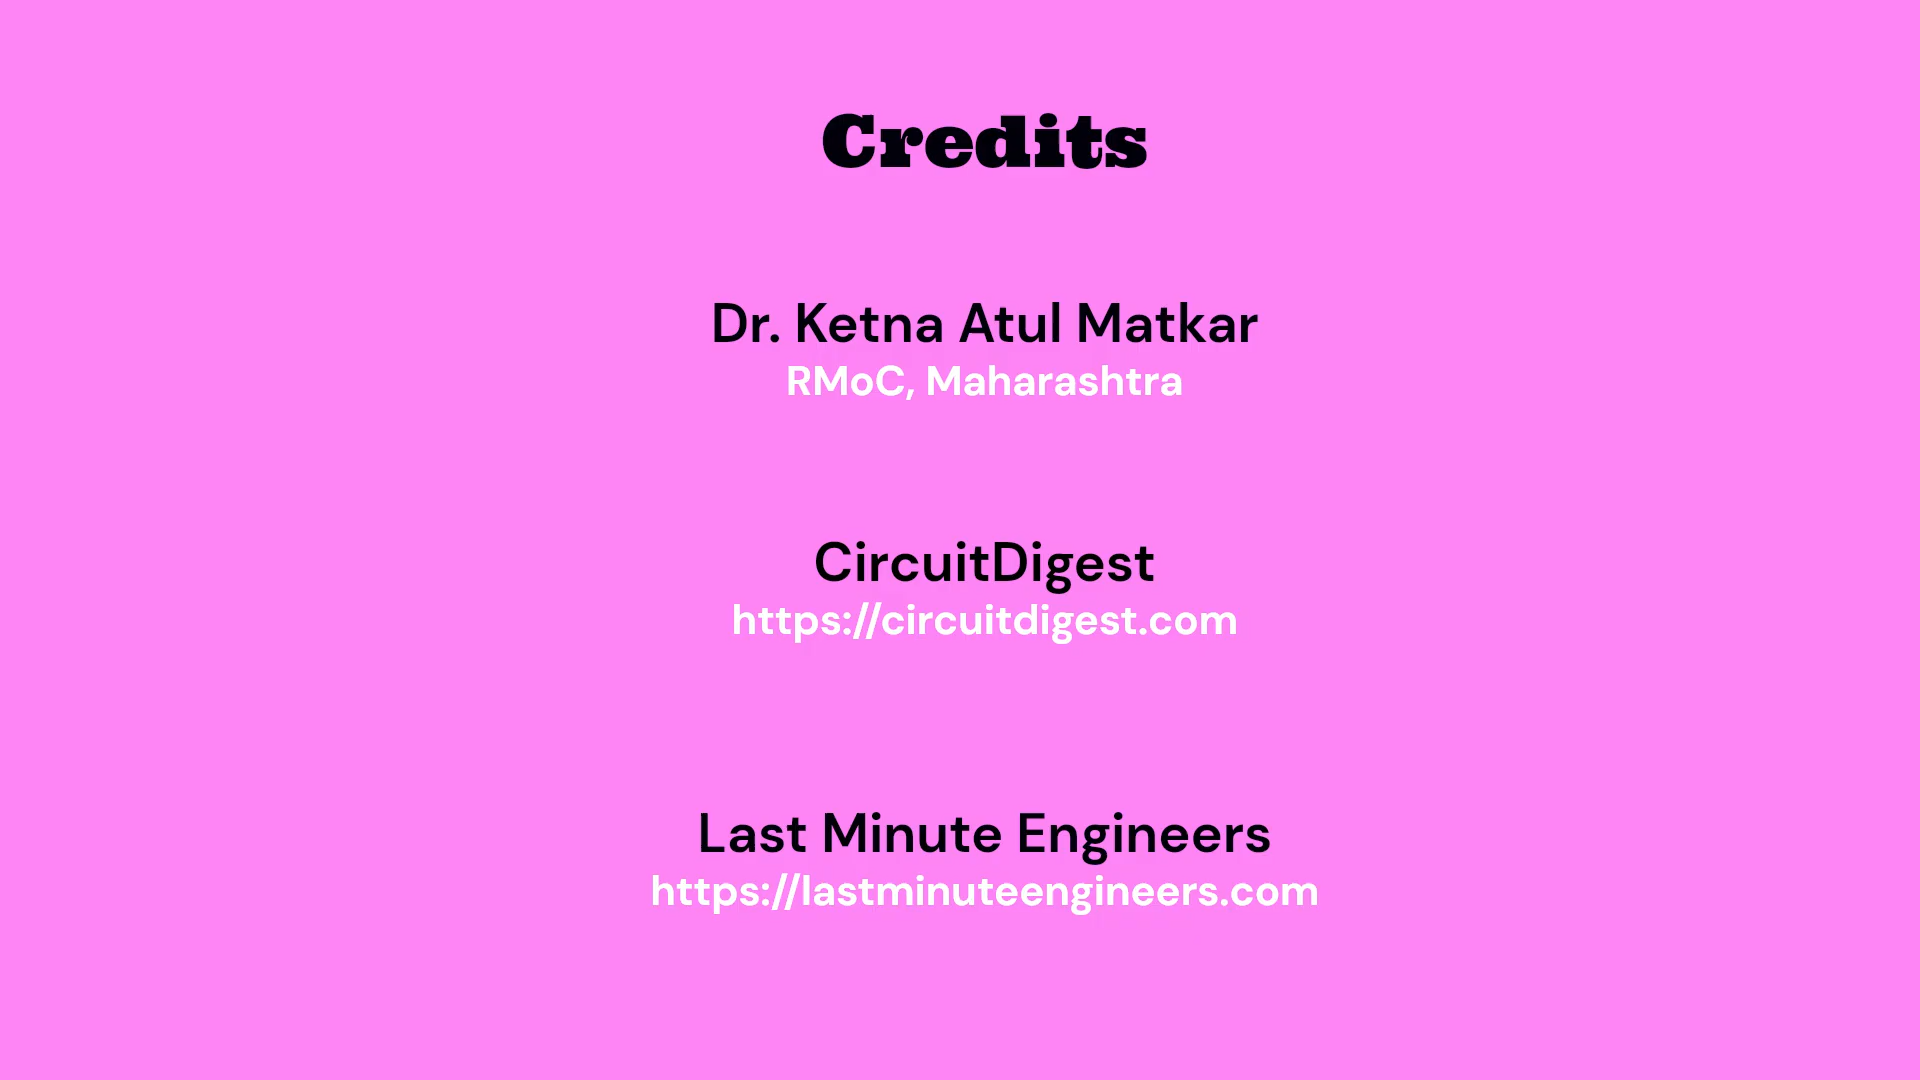 Credits
Dr. Ketna Atul Matkar
RMoC, Maharashtra
CircuitDigest
https://circuitdigest.com
Last Minute Engineers
https://lastminuteengineers.com